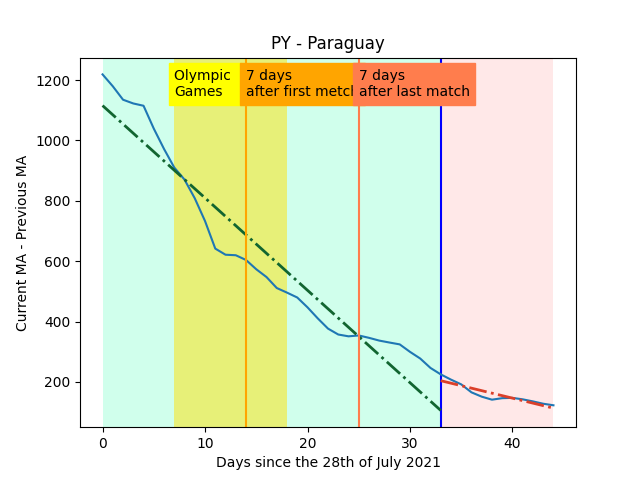 PY - Paraguay
Olympic
Games
7 days
after first metch
7 days
after last match
1200
1000
800
600
400
200
Current MA - Previous MA
0
10
20
30
40
Days since the 28th of July 2021